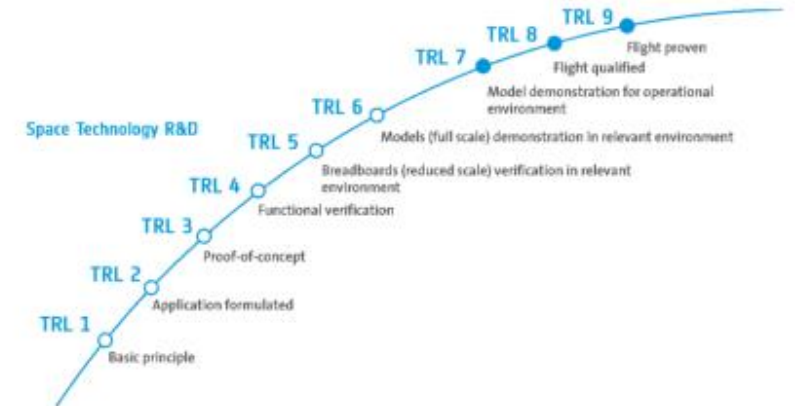 TRL 9
Flight proven
TRL 8
Flight qualified
TRL 7
Model demonstration for operational
environment
TRL 6
Models (full scale) demonstration in relevant environment
Space Technology R&D
TRL 5
Breadboards (reduced scale) verification in relevant
environment
TRL 4
Functional verification
TRL 3
Proof-of-concept
TRL 2
Application formulated
TRL 1
Basic principle